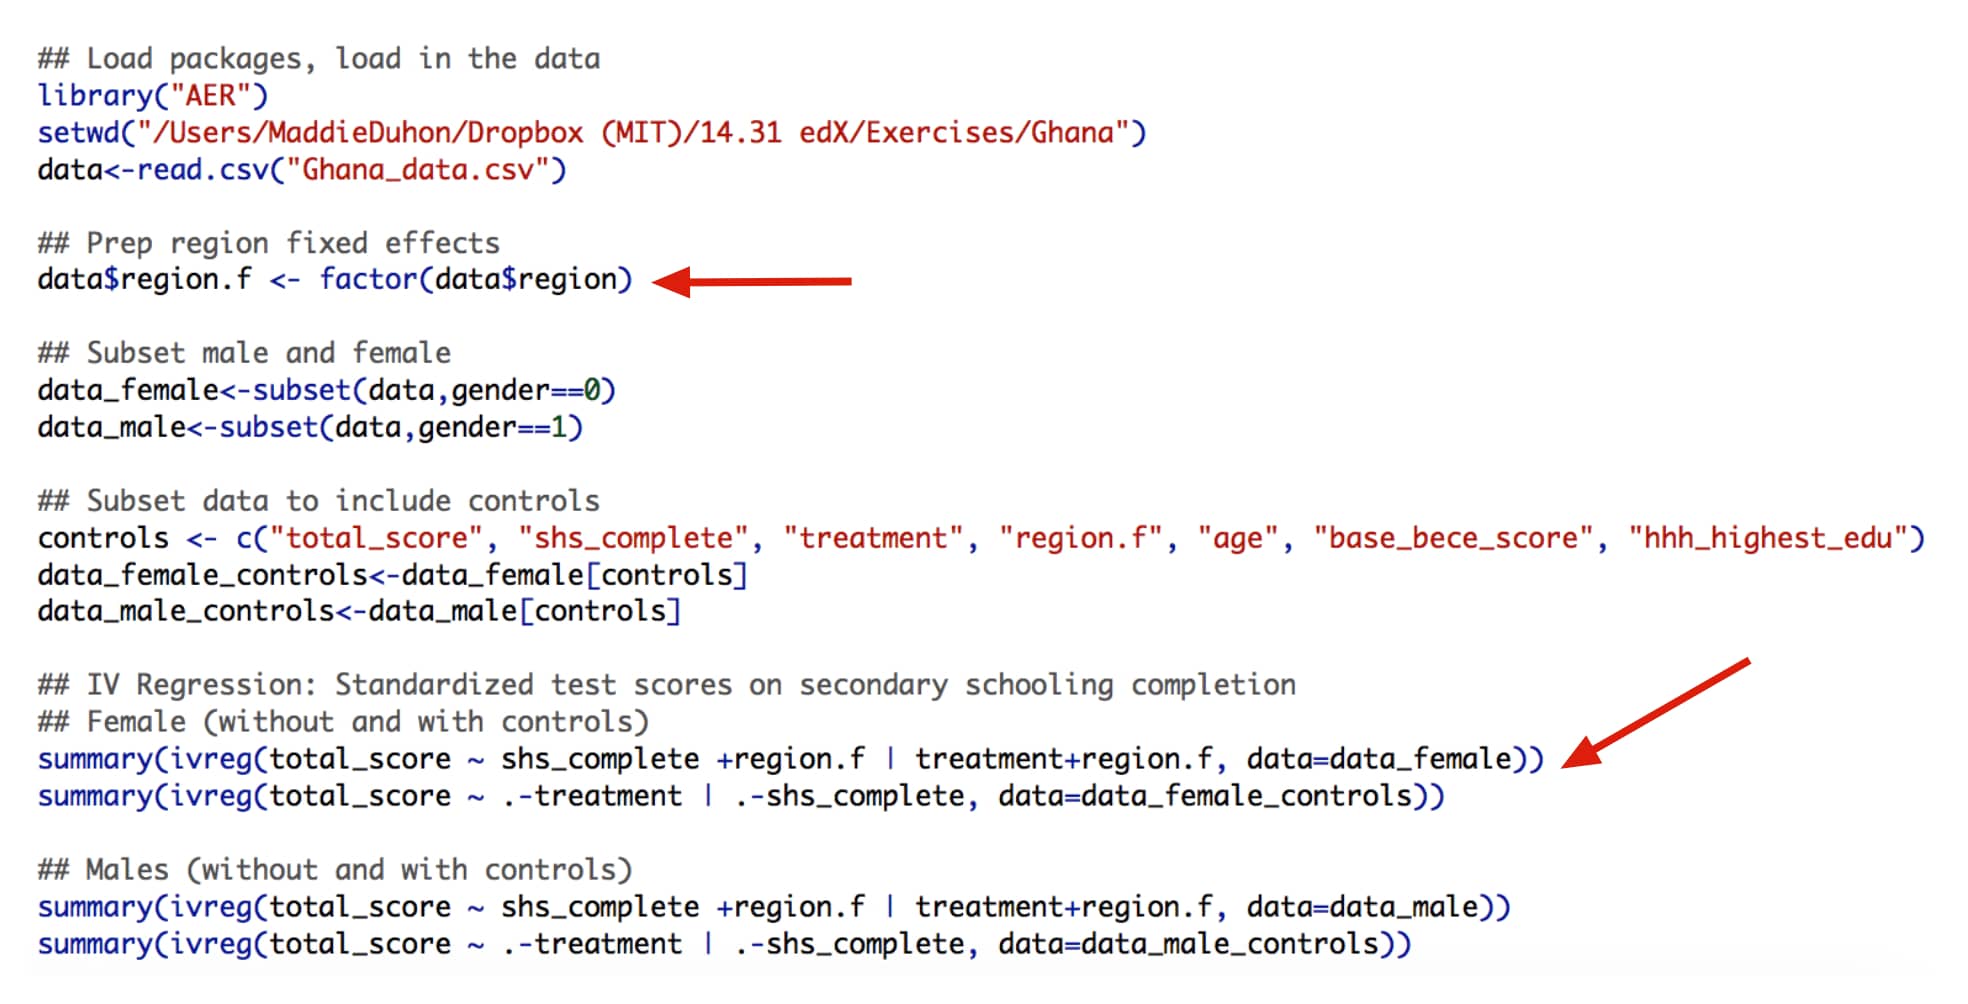 ## Load packages, load in the data
library("AER")
setwd("/Users/MaddieDuhon/Dropbox (MIT)/14.31 edX/Exercises/Ghana")
data<-read.csv("Ghana_data.csv")
## Prep region fixed effects
data$region.f <- factor(data$region)
## Subset male and female
data_female<-subset(data,gender==0)
data_male<-subset(data,gender==1)
## Subset data to include controls
controls <- c("total_score", "shs_complete", "treatment", "region.f", "age", "base_bece_score", "hhh_highest_edu")
data_female_controls<-data_female[controls]
data_male_controls<-data_male[controls]
## IV Regression: Standardized test scores on secondary schooling completion
## Female (without and with controls)
summary(ivreg(total_score ~ shs_complete +region.f | treatment+region.f, data=data_female))
summary(ivreg(total_score ~ .-treatment | .-shs_complete, data=data_female_controls))
## Males (without and with controls)
summary(ivreg(total_score ~ shs_complete +region.f | treatment+region.f, data=data_male))
summary(ivreg(total_score ~ .-treatment | .-shs_complete, data=data_male_controls))